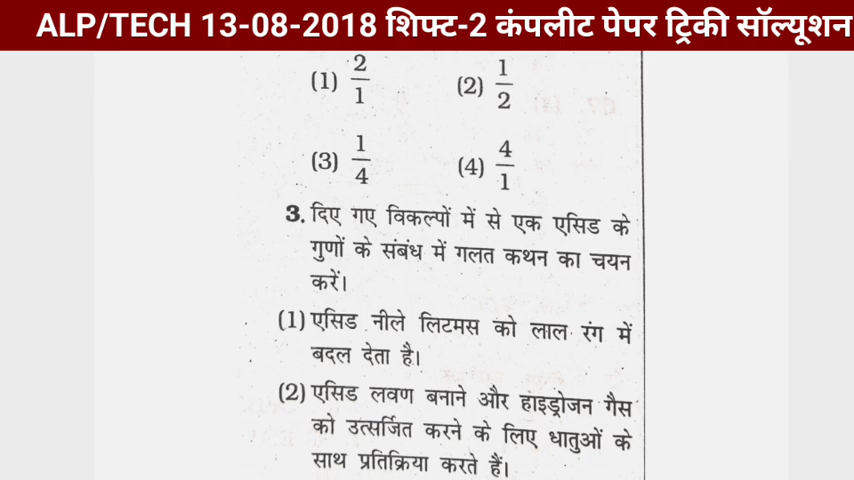 ALP/TECH 13-08-2018 शिफ्ट-2 कंपलीट पेपर ट्रिकी सॉल्यूशन
(1) 2/1 (2) 1/2
(3) 1/4 (4) 4/1
3. दिए गए विकल्पों में से एक एसिड के
गुणों के संबंध में गलत कथन का चयन
करें।
(1) एसिड नीले लिटमस को लाल रंग में
बदल देता है।
(2) एसिड लवण बनाने और हाइड्रोजन गैस
को उत्सर्जित करने के लिए धातुओं के
साथ प्रतिक्रिया करते हैं।